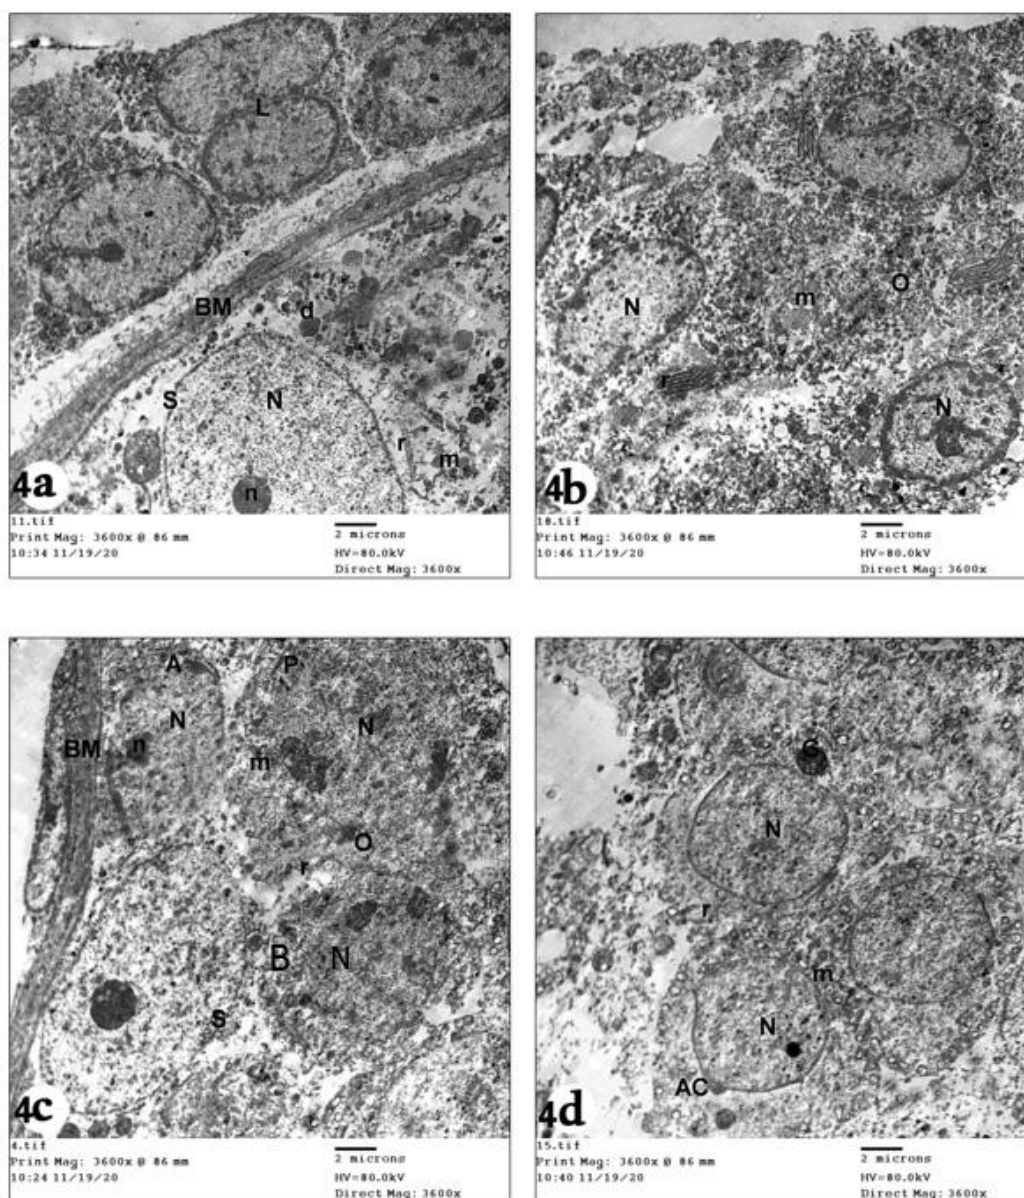 L
BM
d
S
N
r
m
n
4a
11.tif
Print Mag: 3600x @ 86 mm
10:34 11/19/20
2 microns
HV=80.0kV
Direct Mag: 3600x
O
N
m
r
N
4b
18.tif
Print Mag: 3600x @ 86 mm
10:46 11/19/20
2 microns
HV=80.0kV
Direct Mag: 3600x
A
P
N
N
BM
n
m
O
r
B
N
S
4c
4.tif
Print Mag: 3600x @ 86 mm
10:24 11/19/20
2 microns
HV=80.0kV
Direct Mag: 3600x
G
N
r
m
N
AC
4d
15.tif
Print Mag: 3600x @ 86 mm
10:40 11/19/20
2 microns
HV=80.0kV
Direct Mag: 3600x